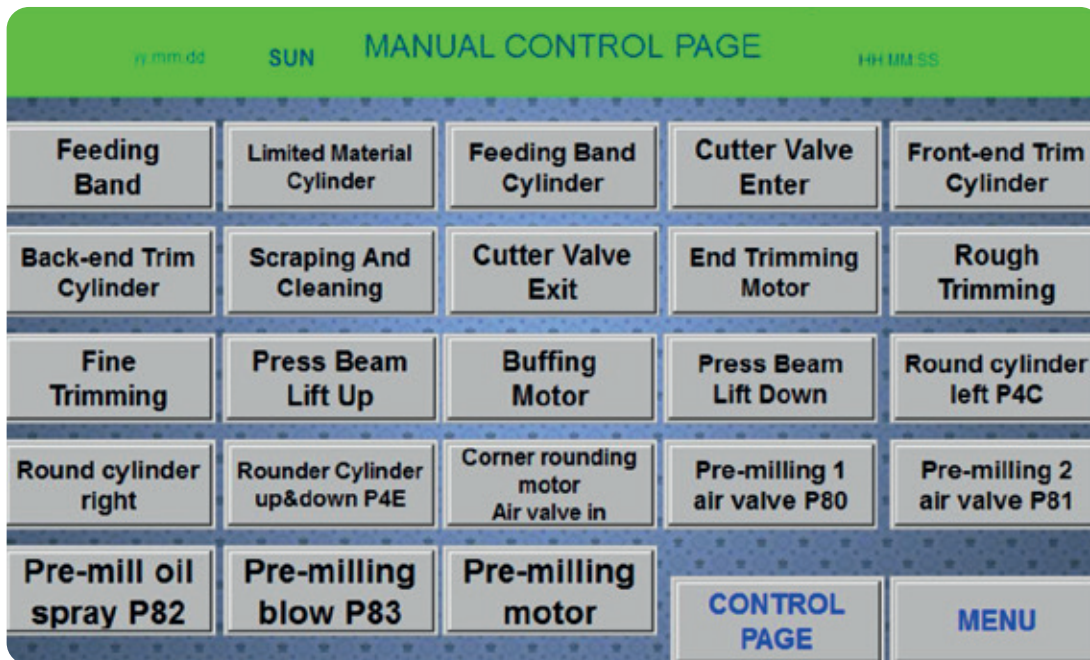 yy.mm.dd SUN MANUAL CONTROL PAGE HH:MM:SS
Feeding
Band
Limited Material
Cylinder
Feeding Band
Cylinder
Cutter Valve
Enter
Front-end Trim
Cylinder
Back-end Trim
Cylinder
Scraping And
Cleaning
Cutter Valve
Exit
End Trimming
Motor
Rough
Trimming
Fine
Trimming
Press Beam
Lift Up
Buffing
Motor
Press Beam
Lift Down
Round cylinder
left P4C
Round cylinder
right
Rounder Cylinder
up&down P4E
Corner rounding
motor
Air valve in
Pre-milling 1
air valve P80
Pre-milling 2
air valve P81
Pre-mill oil
spray P82
Pre-milling
blow P83
Pre-milling
motor
CONTROL
PAGE
MENU